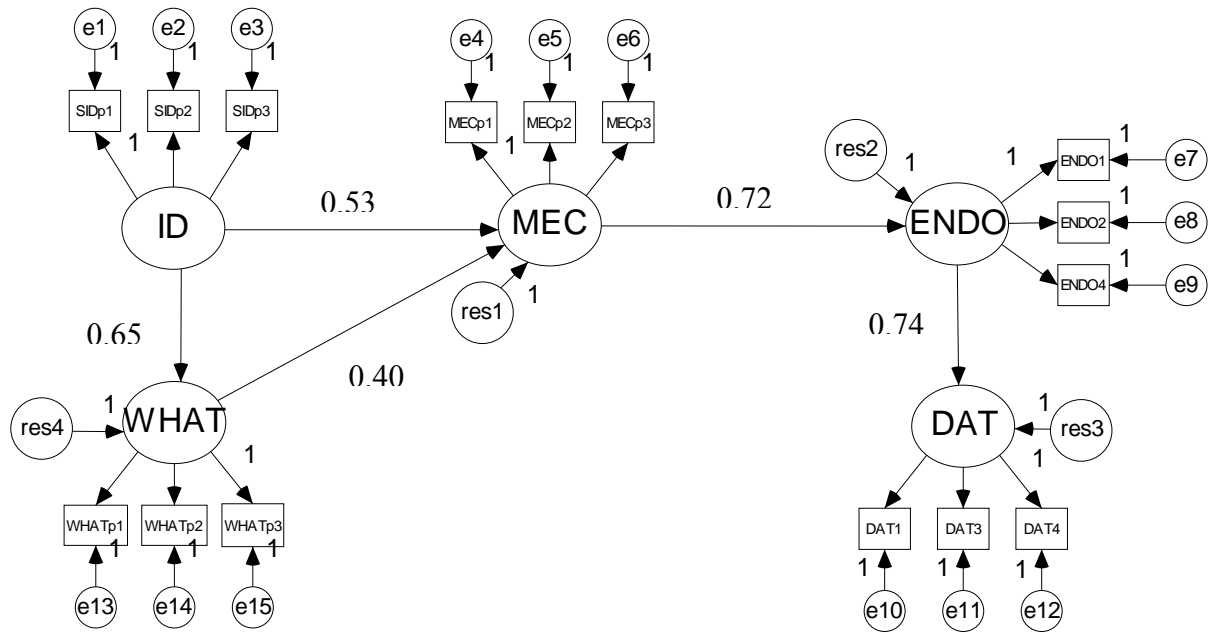 e1 e2 e3 e4 e5 e6
1 1 1 1 1 1
SIDp1 SIDp2 SIDp3 MECp1 MECp2 MECp3
1 1
res2 1 1 ENDO1 1 e7
ID 0.53 MEC 0.72 ENDO ENDO2 1 e8
res1 1 ENDO4 1 e9
0.65 0.40 0.74
res4 1 WHAT DAT 1 res3
1 1
WHATp1 WHATp2 WHATp3 DAT1 DAT3 DAT4
1 1 1 1 1 1
e13 e14 e15 e10 e11 e12